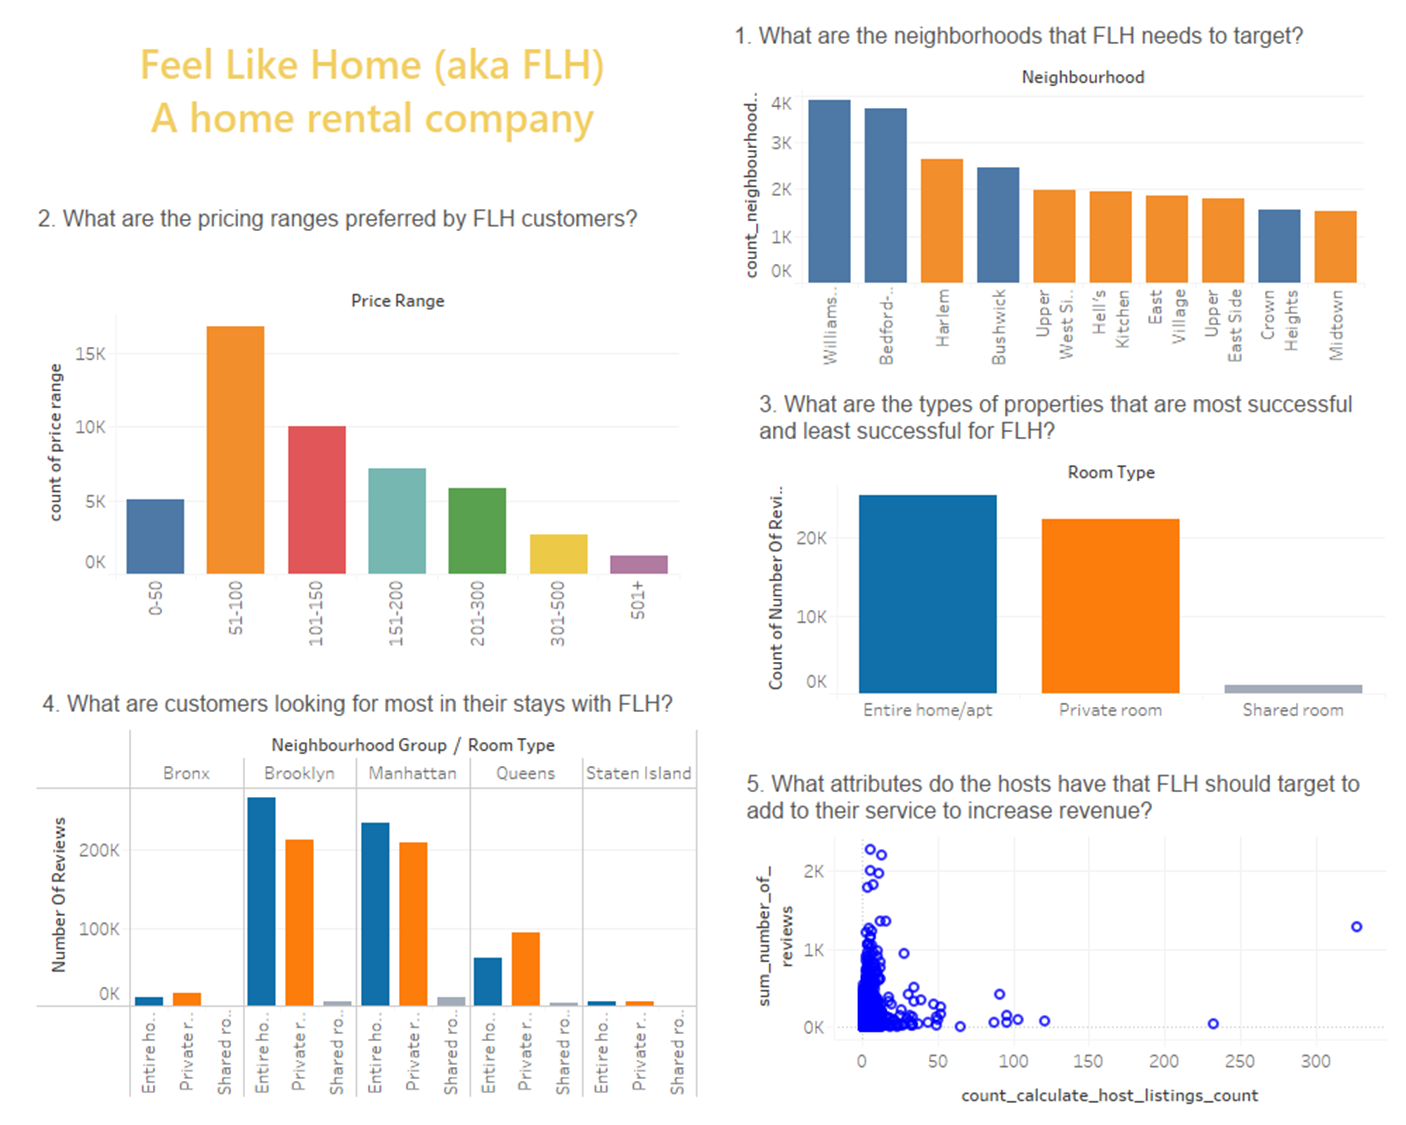 Feel Like Home (aka FLH)
A home rental company
1. What are the neighborhoods that FLH needs to target?
Neighbourhood
count_neighbourhood..
4K
3K
2K
1K
0K
Williams..
Bedford-..
Harlem
Bushwick
Upper
West Si..
Hell's
Kitchen
East
Village
Upper
East Side
Crown
Heights
Midtown
2. What are the pricing ranges preferred by FLH customers?
Price Range
count of price range
15K
10K
5K
0K
0-50
51-100
101-150
151-200
201-300
301-500
501+
3. What are the types of properties that are most successful
and least successful for FLH?
Room Type
Count of Number Of Revi..
20K
10K
0K
Entire home/apt
Private room
Shared room
4. What are customers looking for most in their stays with FLH?
Neighbourhood Group / Room Type
Bronx
Brooklyn
Manhattan
Queens
Staten Island
Number Of Reviews
200K
100K
0K
Entire ho..
Private r..
Shared ro..
Entire ho..
Private r..
Shared ro..
Entire ho..
Private r..
Shared ro..
Entire ho..
Private r..
Shared ro..
Entire ho..
Private r..
Shared ro..
5. What attributes do the hosts have that FLH should target to
add to their service to increase revenue?
sum_number_of_
reviews
2K
1K
0K
0
50
100
150
200
250
300
count_calculate_host_listings_count